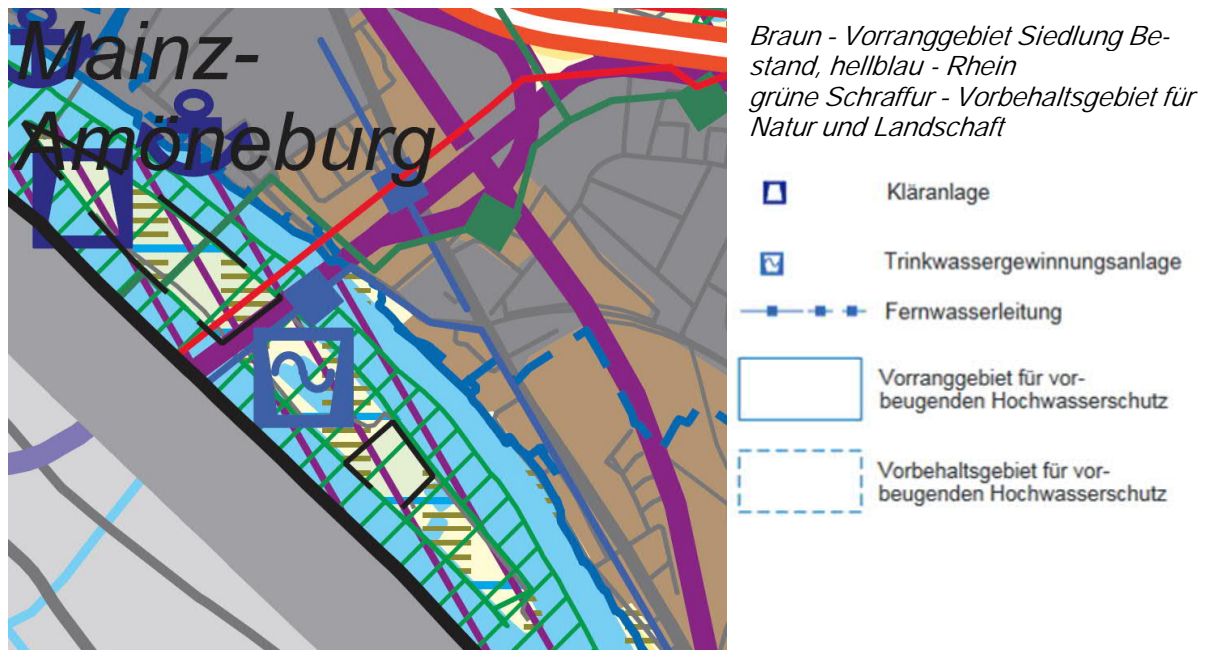 Mainz-
Amöneburg
Braun - Vorranggebiet Siedlung Be-
stand, hellblau - Rhein
grüne Schraffur - Vorbehaltsgebiet für
Natur und Landschaft
Kläranlage
Trinkwassergewinnungsanlage
Fernwasserleitung
Vorranggebiet für vor-
beugenden Hochwasserschutz
Vorbehaltsgebiet für vor-
beugenden Hochwasserschutz